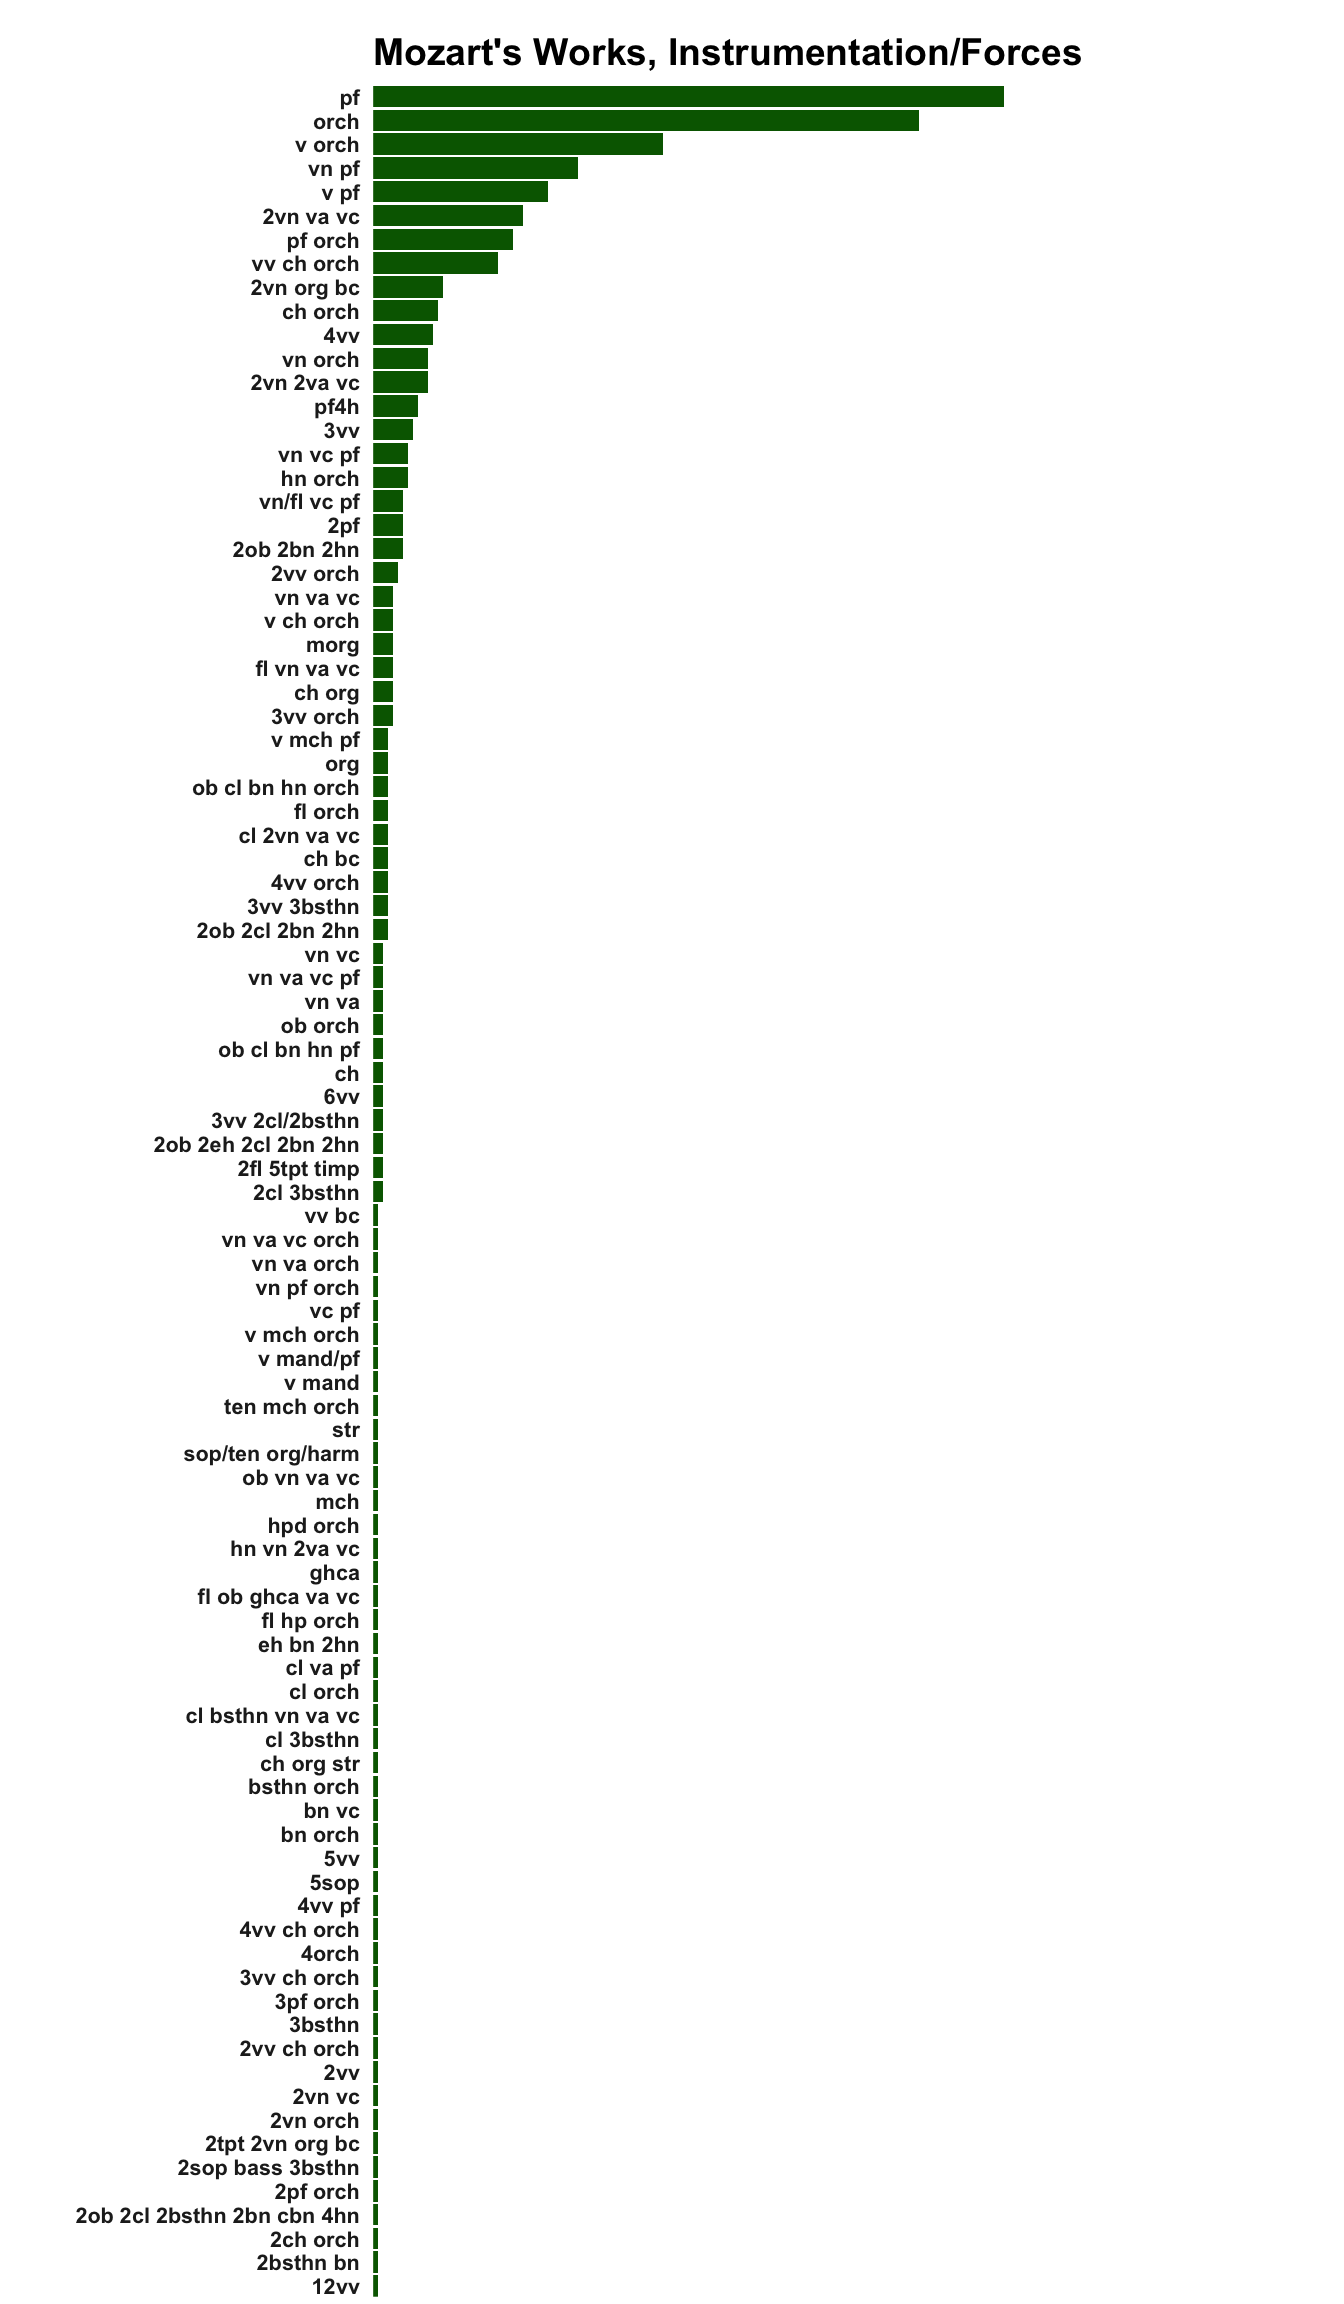 Mozart's Works, Instrumentation/Forces
pf
orch
v orch
vn pf
v pf
2vn va vc
pf orch
vv ch orch
2vn org bc
ch orch
4vv
vn orch
2vn 2va vc
pf4h
3vv
vn vc pf
hn orch
vn/fl vc pf
2pf
2ob 2bn 2hn
2vv orch
vn va vc
v ch orch
morg
fl vn va vc
ch org
3vv orch
v mch pf
org
ob cl bn hn orch
fl orch
cl 2vn va vc
ch bc
4vv orch
3vv 3bsthn
2ob 2cl 2bn 2hn
vn vc
vn va vc pf
vn va
ob orch
ob cl bn hn pf
ch
6vv
3vv 2cl/2bsthn
2ob 2eh 2cl 2bn 2hn
2fl 5tpt timp
2cl 3bsthn
vv bc
vn va vc orch
vn va orch
vn pf orch
vc pf
v mch orch
v mand/pf
v mand
ten mch orch
str
sop/ten org/harm
ob vn va vc
mch
hpd orch
hn vn 2va vc
ghca
fl ob ghca va vc
fl hp orch
eh bn 2hn
cl va pf
cl orch
cl bsthn vn va vc
cl 3bsthn
ch org str
bsthn orch
bn vc
bn orch
5vv
5sop
4vv pf
4vv ch orch
4orch
3vv ch orch
3pf orch
3bsthn
2vv ch orch
2vv
2vn vc
2vn orch
2tpt 2vn org bc
2sop bass 3bsthn
2pf orch
2ob 2cl 2bsthn 2bn cbn 4hn
2ch orch
2bsthn bn
12vv